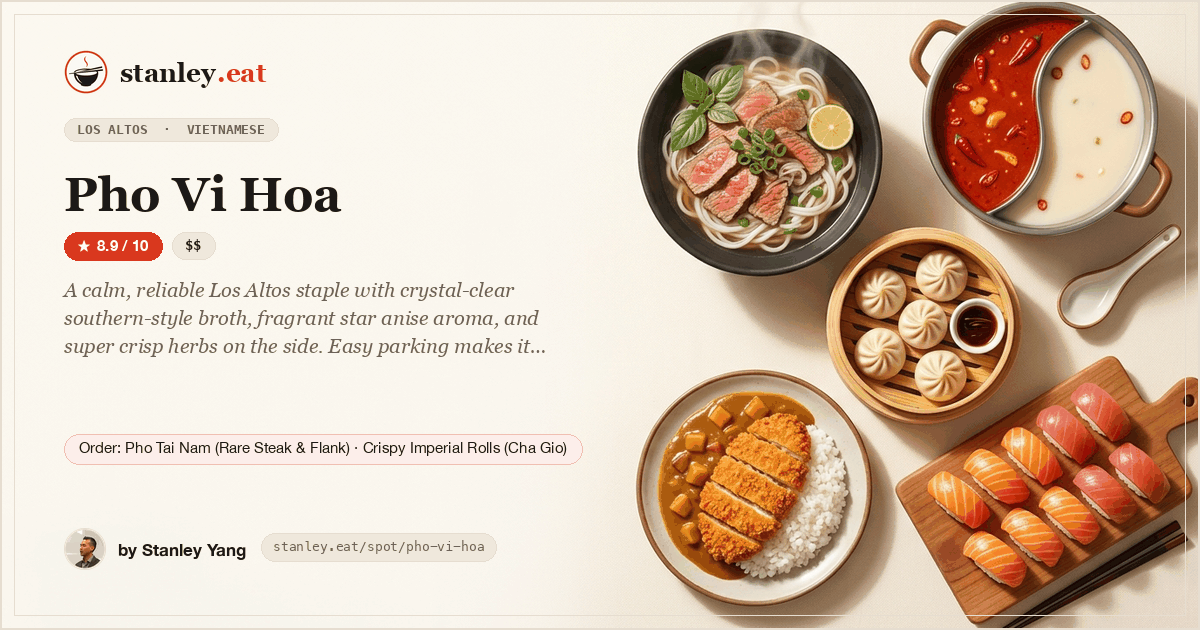 stanley.eat
LOS ALTOS · VIETNAMESE
Pho Vi Hoa
★ 8.9 / 10 $$
A calm, reliable Los Altos staple with crystal-clear
southern-style broth, fragrant star anise aroma, and
super crisp herbs on the side. Easy parking makes it...
Order: Pho Tai Nam (Rare Steak & Flank) · Crispy Imperial Rolls (Cha Gio)
by Stanley Yang stanley.eat/spot/pho-vi-hoa